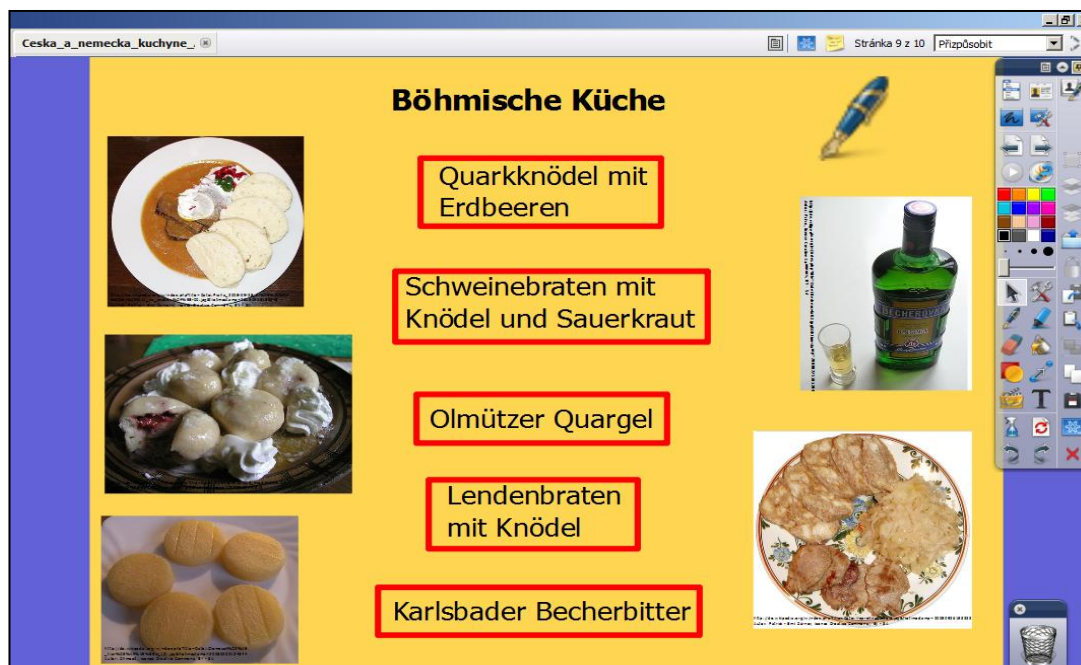 Ceska_a_nemecka_kuchyne_.
Stránka 9 z 10
Přizpůsobit
Böhmische Küche
Quarkknödel mit
Erdbeeren
Schweinebraten mit
Knödel und Sauerkraut
Olmützer Quargel
Lendenbraten
mit Knödel
Karlsbader Becherbitter